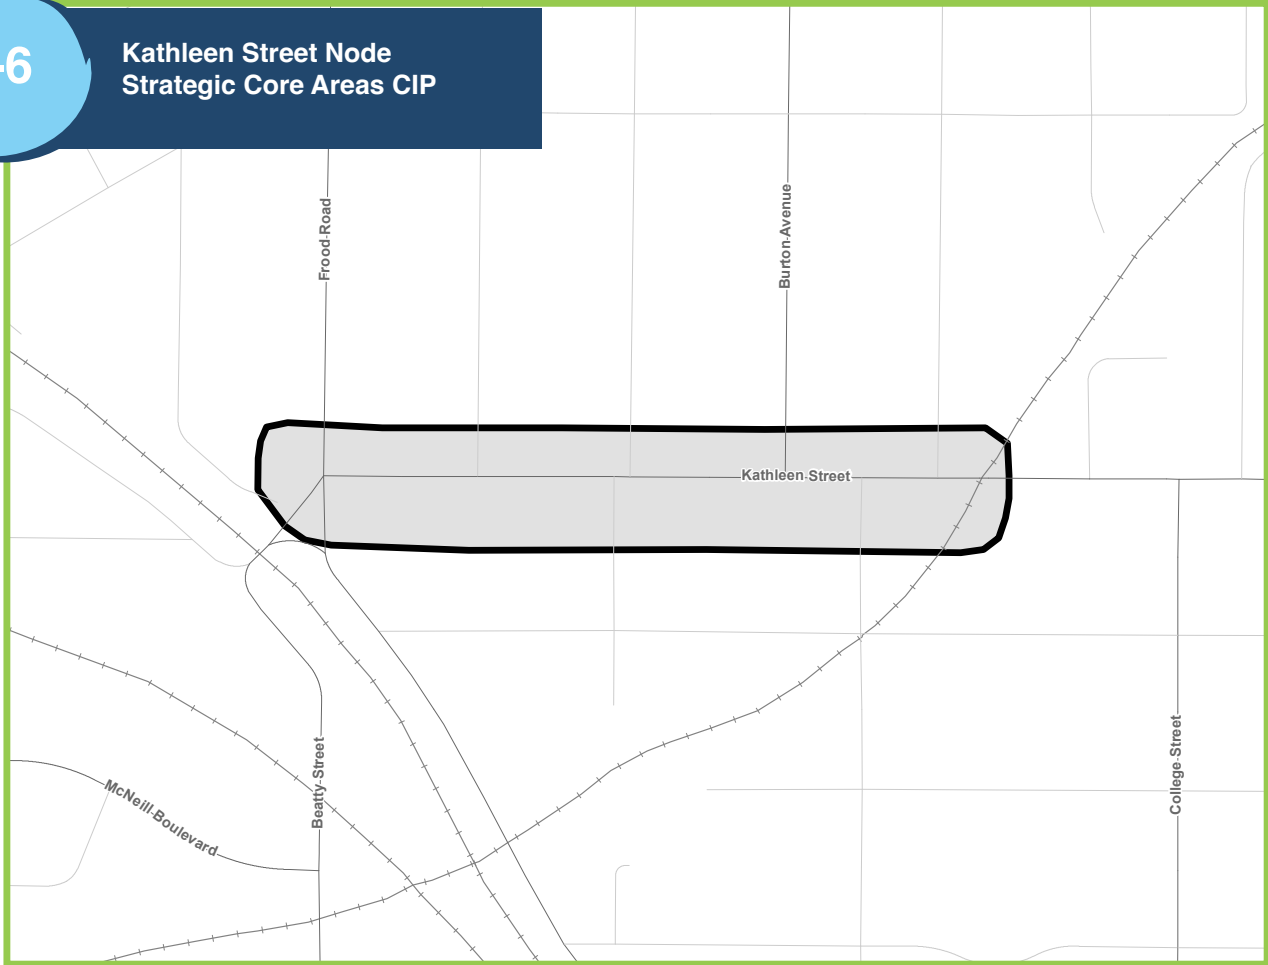 -6
Kathleen Street Node
Strategic Core Areas CIP
Frood Road
Burton Avenue
Kathleen Street
Beatty Street
McNeill Boulevard
College Street